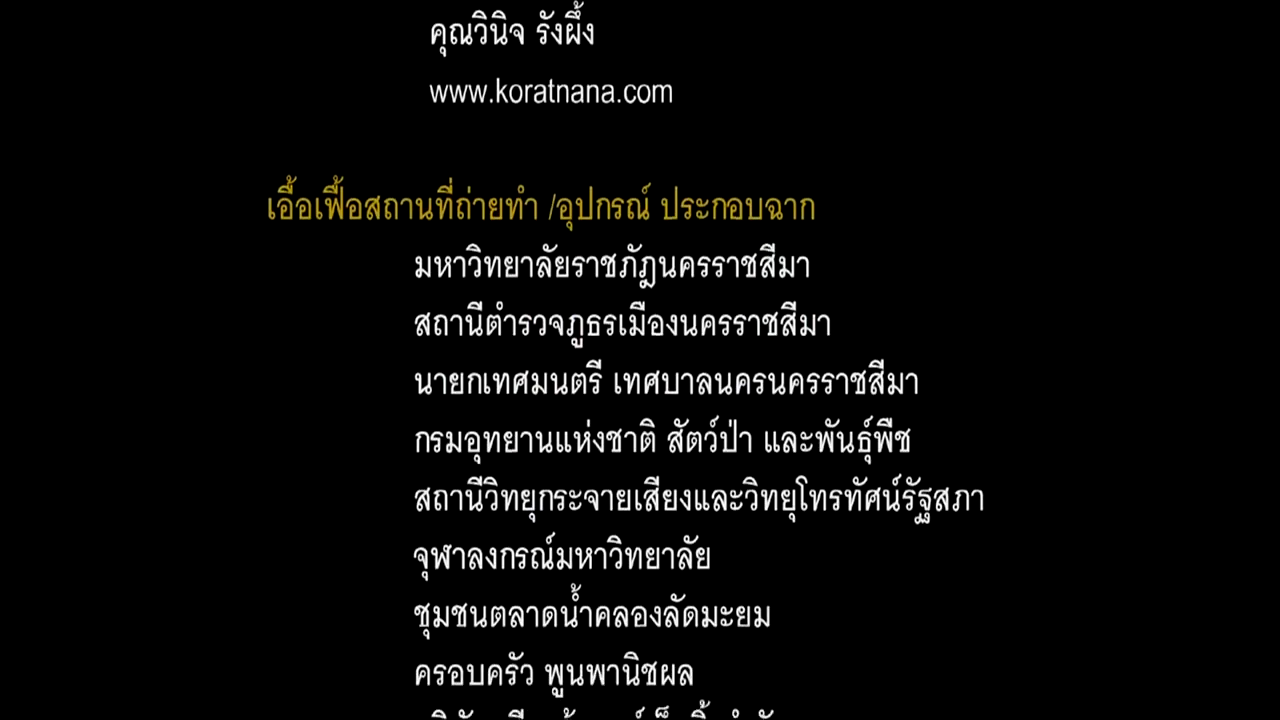 คุณวินิจ รังผึ้ง
www.koratnana.com
เอื้อเฟื้อสถานที่ถ่ายทำ /อุปกรณ์ ประกอบฉาก
มหาวิทยาลัยราชภัฎนครราชสีมา
สถานีตำรวจภูธรเมืองนครราชสีมา
นายกเทศมนตรี เทศบาลนครนครราชสีมา
กรมอุทยานแห่งชาติ สัตว์ป่า และพันธุ์พืช
สถานีวิทยุกระจายเสียงและวิทยุโทรทัศน์รัฐสภา
จุฬาลงกรณ์มหาวิทยาลัย
ชุมชนตลาดน้ำคลองลัดมะยม
ครอบครัว พูนพานิชผล